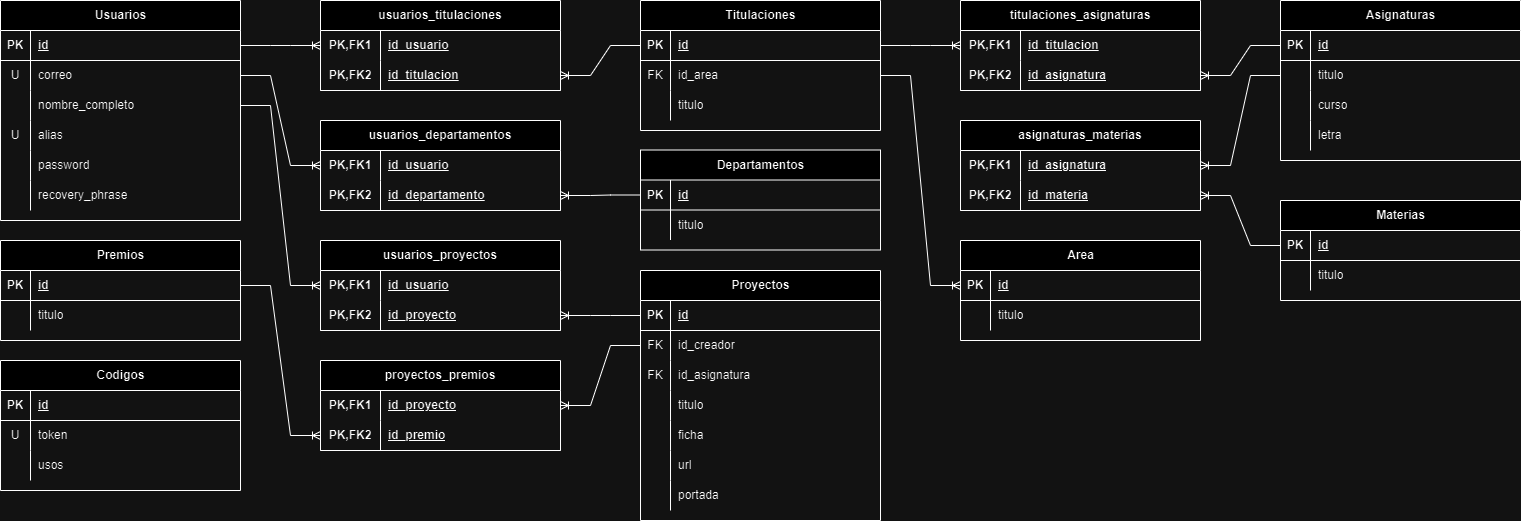 Usuarios
PK id
U correo
nombre_completo
U alias
password
recovery_phrase
Premios
PK id
titulo
Codigos
PK id
U token
usos
usuarios_titulaciones
PK,FK1 id_usuario
PK,FK2 id_titulacion
usuarios_departamentos
PK,FK1 id_usuario
PK,FK2 id_departamento
usuarios_proyectos
PK,FK1 id_usuario
PK,FK2 id_proyecto
proyectos_premios
PK,FK1 id_proyecto
PK,FK2 id_premio
Titulaciones
PK id
FK id_area
titulo
Departamentos
PK id
titulo
Proyectos
PK id
FK id_creador
FK id_asignatura
titulo
ficha
url
portada
titulaciones_asignaturas
PK,FK1 id_titulacion
PK,FK2 id_asignatura
asignaturas_materias
PK,FK1 id_asignatura
PK,FK2 id_materia
Area
PK id
titulo
Asignaturas
PK id
titulo
curso
letra
Materias
PK id
titulo